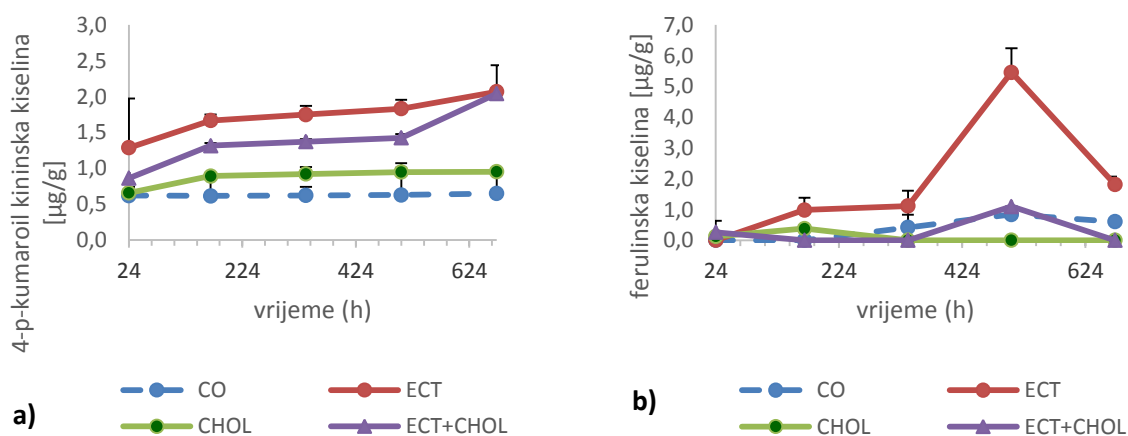 4-p-kumaroil kininska kiselina
[µg/g]
3,0
2,5
2,0
1,5
1,0
0,5
0,0
24
224
424
624
vrijeme (h)
CO
ECT
CHOL
ECT+CHOL
a)
ferulinska kiselina [µg/g]
7,0
6,0
5,0
4,0
3,0
2,0
1,0
0,0
24
224
424
624
vrijeme (h)
CO
ECT
CHOL
ECT+CHOL
b)